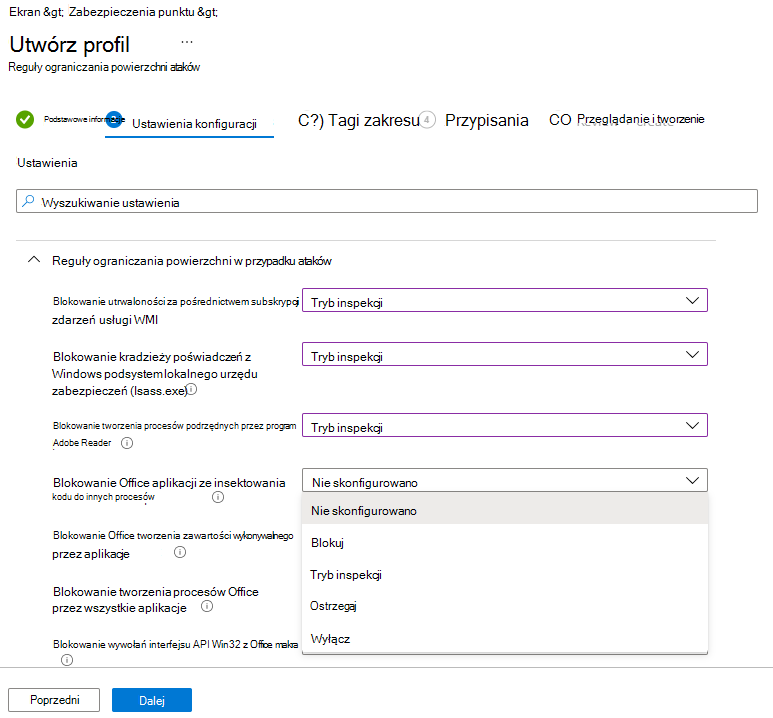 Ekran &gt; Zabezpieczenia punktu &gt;
Utwórz profil ...
Reguły ograniczania powierzchni ataków
Podstawowe informacje
Ustawienia konfiguracji
C?) Tagi zakresu
4 Przypisania
CO Przeglądanie i tworzenie
Ustawienia
Wyszukiwanie ustawienia
Reguły ograniczania powierzchni w przypadku ataków
Blokowanie utrwaloności za pośrednictwem subskrypcji
zdarzeń usługi WMI
Tryb inspekcji
Blokowanie kradzieży poświadczeń z
Windows podsystem lokalnego urzędu
zabezpieczeń (lsass.exe)
Tryb inspekcji
Blokowanie tworzenia procesów podrzędnych przez program
Adobe Reader
Tryb inspekcji
Blokowanie Office aplikacji ze insektowania
kodu do innych procesów
Nie skonfigurowano
Nie skonfigurowano
Blokuj
Tryb inspekcji
Ostrzegaj
Wyłącz
Blokowanie Office tworzenia zawartości wykonywalnego
przez aplikacje
Blokowanie tworzenia procesów Office
przez wszystkie aplikacje
Blokowanie wywołań interfejsu API Win32 z Office makra
Poprzedni
Dalej